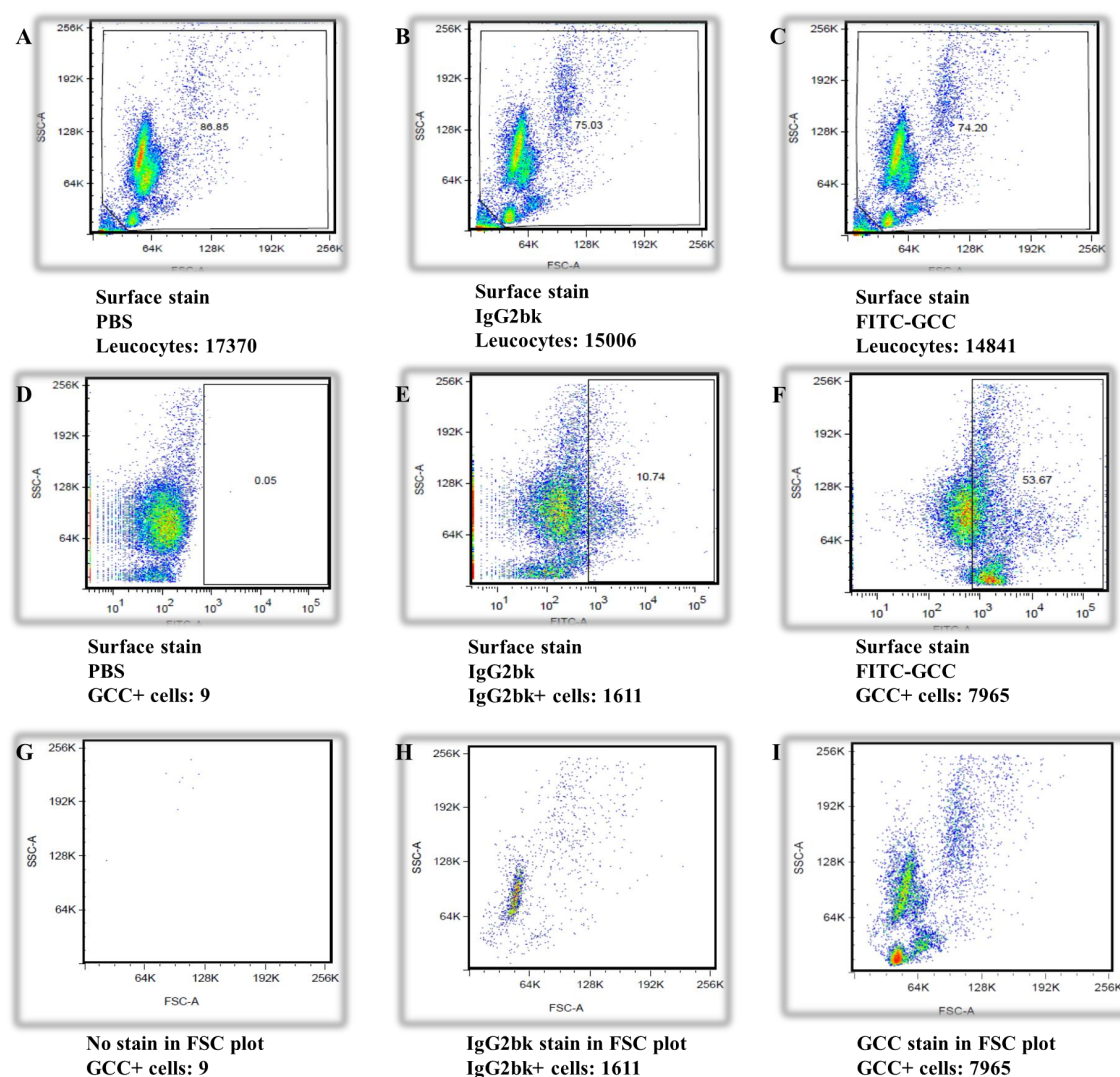 A
256K
192K
128K
64K
SSC-A
86.85
64K 128K 192K 256K
FSC-A
Surface stain
PBS
Leucocytes: 17370
B
256K
192K
128K
64K
SSC-A
75.03
64K 128K 192K 256K
FSC-A
Surface stain
IgG2bk
Leucocytes: 15006
C
256K
192K
128K
64K
SSC-A
74.20
64K 128K 192K 256K
FSC-A
Surface stain
FITC-GCC
Leucocytes: 14841
D
256K
192K
128K
64K
SSC-A
0.05
10¹ 10² 10³ 10⁴ 10⁵
FITC-A
Surface stain
PBS
GCC+ cells: 9
E
256K
192K
128K
64K
SSC-A
10.74
10¹ 10² 10³ 10⁴ 10⁵
FITC-A
Surface stain
IgG2bk
IgG2bk+ cells: 1611
F
256K
192K
128K
64K
SSC-A
53.67
10¹ 10² 10³ 10⁴ 10⁵
FITC-A
Surface stain
FITC-GCC
GCC+ cells: 7965
G
256K
192K
128K
64K
SSC-A
64K 128K 192K 256K
FSC-A
No stain in FSC plot
GCC+ cells: 9
H
256K
192K
128K
64K
SSC-A
64K 128K 192K 256K
FSC-A
IgG2bk stain in FSC plot
IgG2bk+ cells: 1611
I
256K
192K
128K
64K
SSC-A
64K 128K 192K 256K
FSC-A
GCC stain in FSC plot
GCC+ cells: 7965